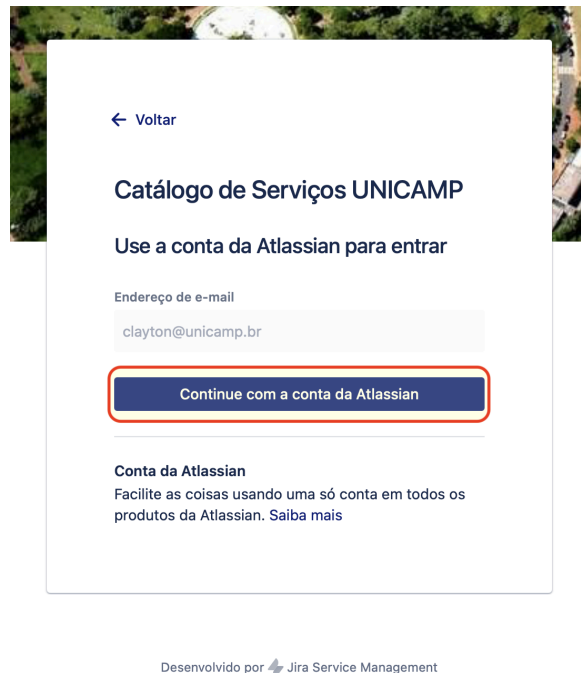 ← Voltar
Catálogo de Serviços UNICAMP
Use a conta da Atlassian para entrar
Endereço de e-mail
clayton@unicamp.br
Continue com a conta da Atlassian
Conta da Atlassian
Facilite as coisas usando uma só conta em todos os
produtos da Atlassian. Saiba mais
Desenvolvido por Jira Service Management